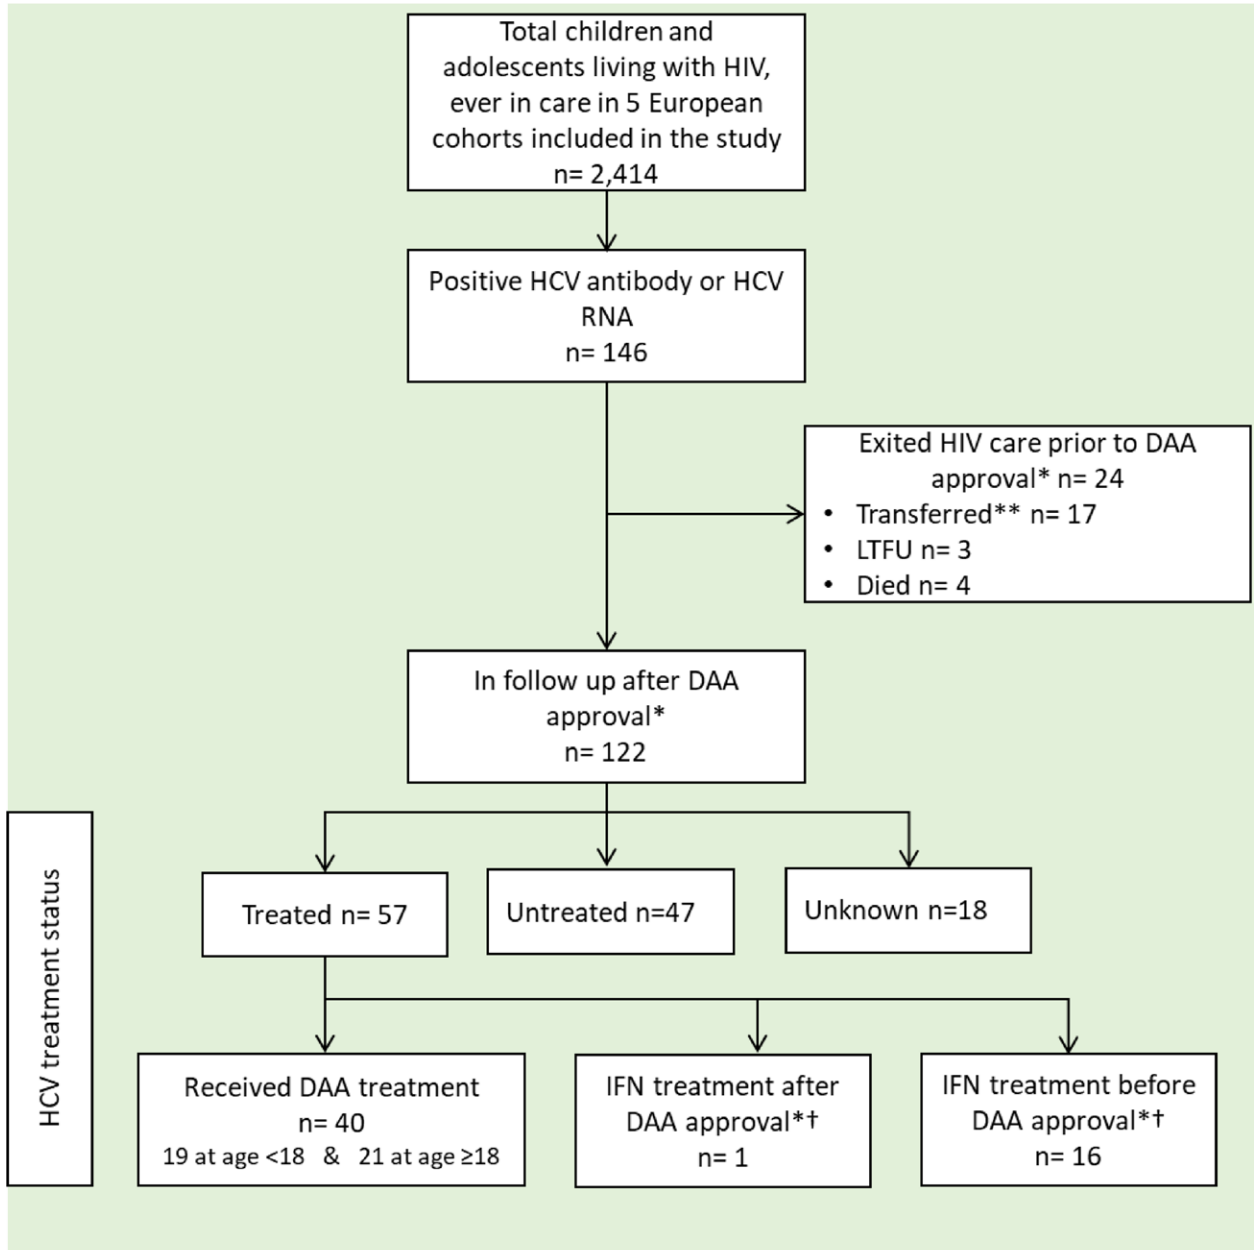 Total children and
adolescents living with HIV,
ever in care in 5 European
cohorts included in the study
n= 2,414
Positive HCV antibody or HCV
RNA
n= 146
Exited HIV care prior to DAA
approval* n= 24
• Transferred** n= 17
• LTFU n= 3
• Died n= 4
In follow up after DAA
approval*
n= 122
HCV treatment status
Treated n= 57
Untreated n=47
Unknown n=18
Received DAA treatment
n= 40
19 at age <18 & 21 at age ≥18
IFN treatment after
DAA approval*†
n= 1
IFN treatment before
DAA approval*†
n= 16